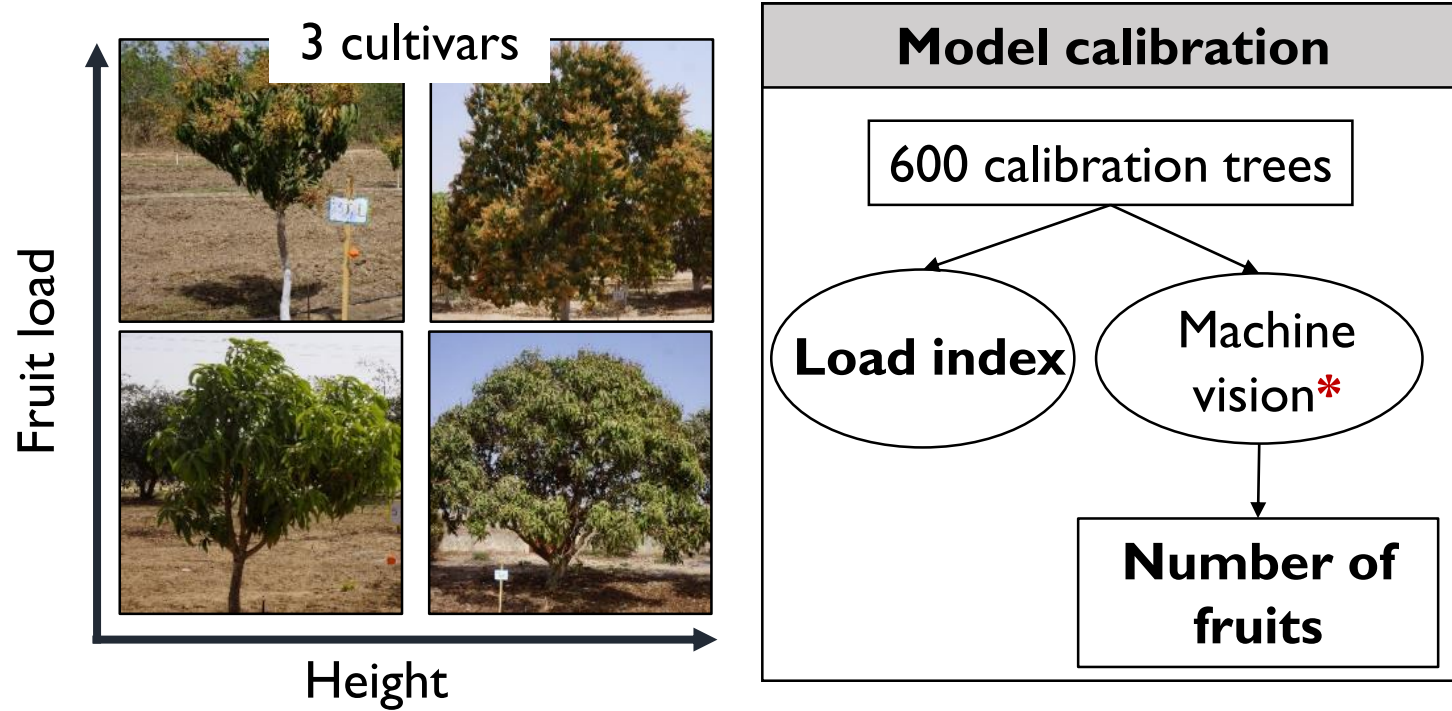 3 cultivars
Fruit load
Height
Model calibration
600 calibration trees
Load index
Machine
vision*
Number of
fruits